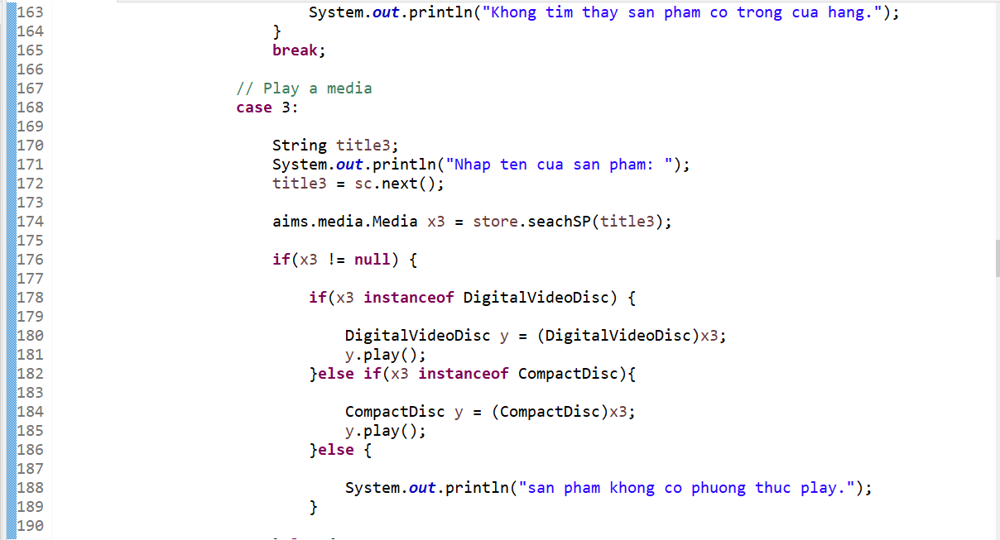 163 System.out.println("Khong tim thay san pham co trong cua hang.");
164 }
165 break;
166
167 // Play a media
168 case 3:
169
170 String title3;
171 System.out.println("Nhap ten cua san pham: ");
172 title3 = sc.next();
173
174 aims.media.Media x3 = store.seachSP(title3);
175
176 if(x3 != null) {
177
178 if(x3 instanceof DigitalVideoDisc) {
179
180 DigitalVideoDisc y = (DigitalVideoDisc)x3;
181 y.play();
182 }else if(x3 instanceof CompactDisc){
183
184 CompactDisc y = (CompactDisc)x3;
185 y.play();
186 }else {
187
188 System.out.println("san pham khong co phuong thuc play.");
189 }
190